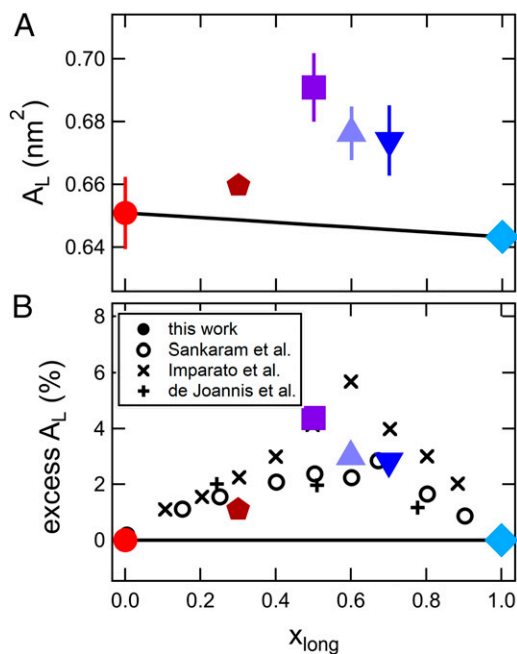 A
0.70
0.68
0.66
0.64
A_L (nm²)
B
8
6
4
2
0
excess A_L (%)
this work
Sankaram et al.
Imparato et al.
de Joannis et al.
0.0 0.2 0.4 0.6 0.8 1.0
x_long